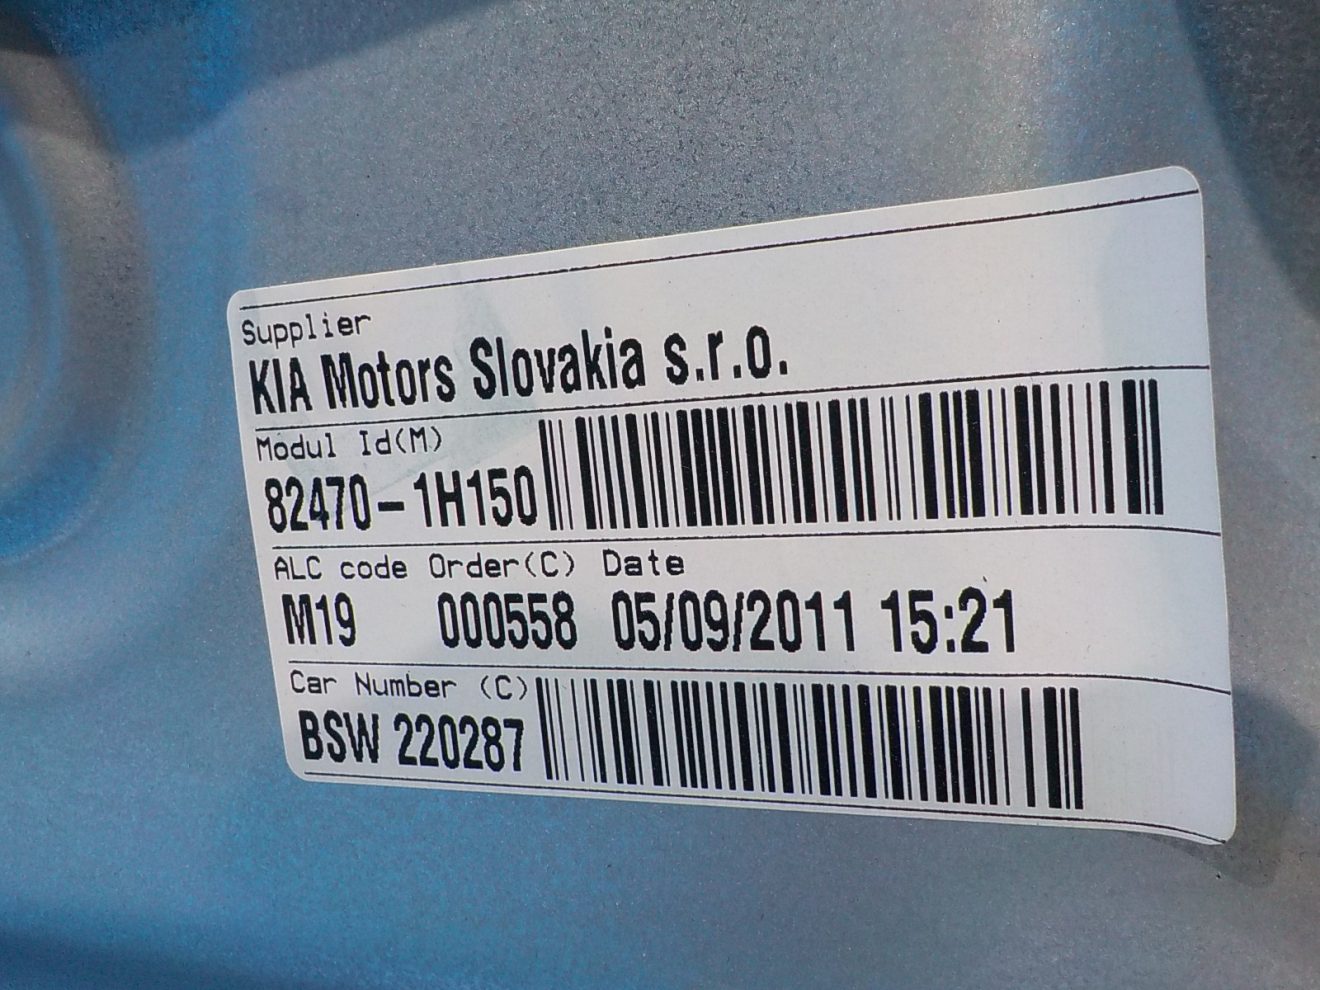 Supplier
KIA Motors Slovakia s.r.o.
Modul Id(M)
82470-1H150
ALC code Order(C) Date
M19 000558 05/09/2011 15:21
Car Number (C)
BSW 220287